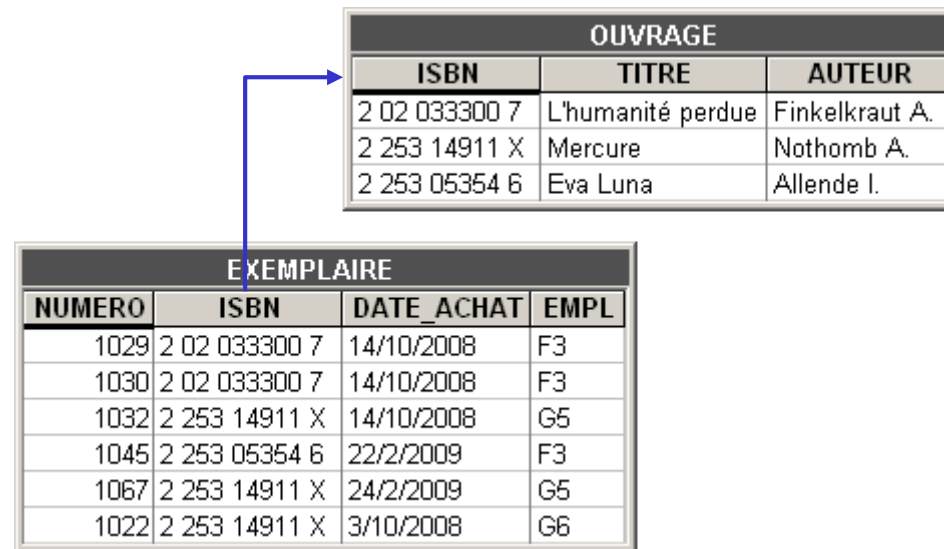 OUVRAGE
ISBN TITRE AUTEUR
2 02 033300 7 L'humanité perdue Finkelkraut A.
2 253 14911 X Mercure Nothomb A.
2 253 05354 6 Eva Luna Allende I.
EXEMPLAIRE
NUMERO ISBN DATE_ACHAT EMPL
1029 2 02 033300 7 14/10/2008 F3
1030 2 02 033300 7 14/10/2008 F3
1032 2 253 14911 X 14/10/2008 G5
1045 2 253 05354 6 22/2/2009 F3
1067 2 253 14911 X 24/2/2009 G5
1022 2 253 14911 X 3/10/2008 G6